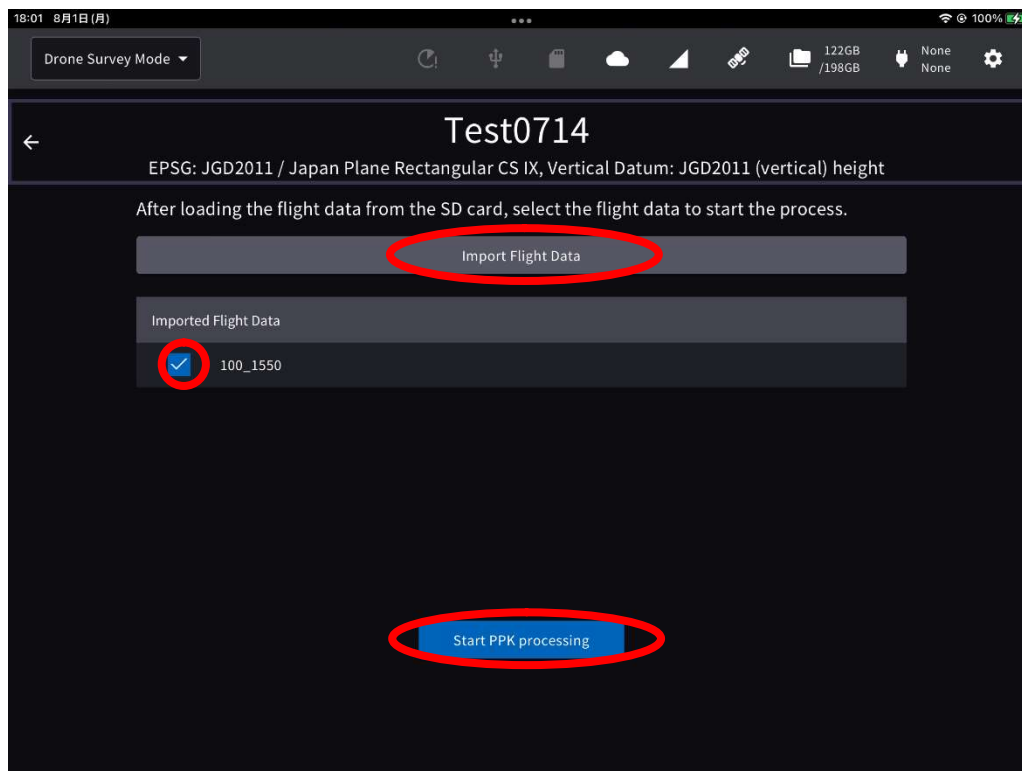 18:01 8月1日(月)
100%
Drone Survey Mode
122GB
/198GB
None
None
Test0714
EPSG: JGD2011 / Japan Plane Rectangular CS IX, Vertical Datum: JGD2011 (vertical) height
After loading the flight data from the SD card, select the flight data to start the process.
Import Flight Data
Imported Flight Data
100_1550
Start PPK processing